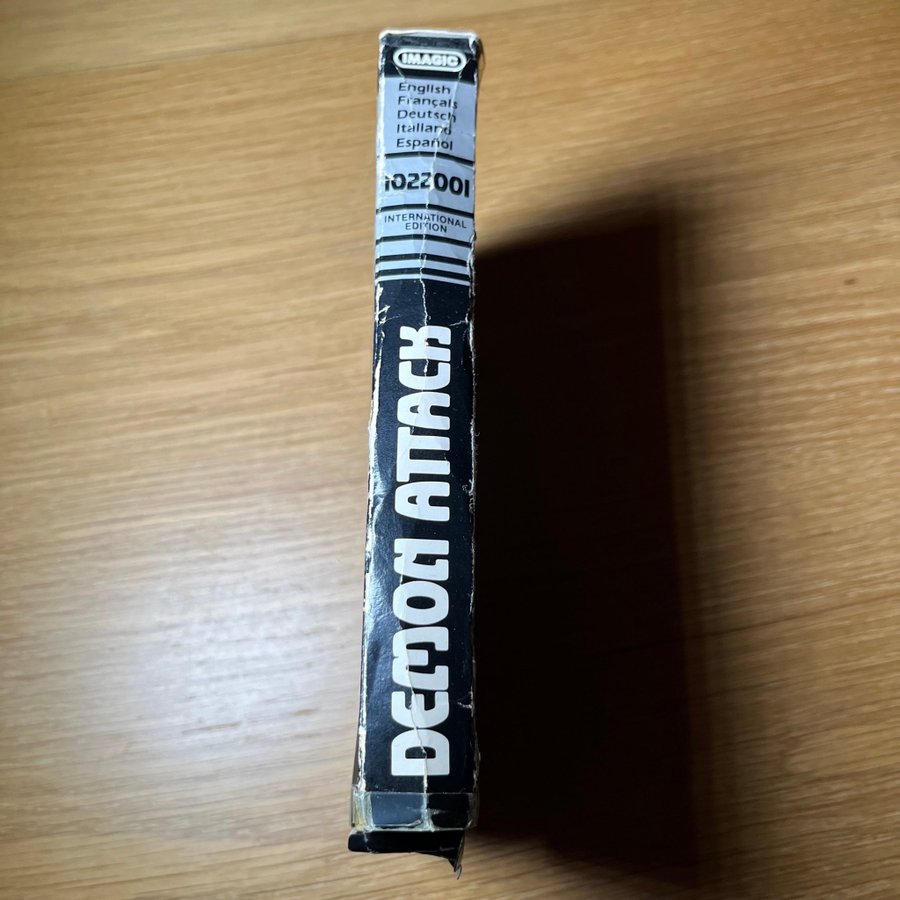 IMAGIC
English
Français
Deutsch
Italiano
Español
1022001
INTERNATIONAL
EDITION
DEMON ATTACK